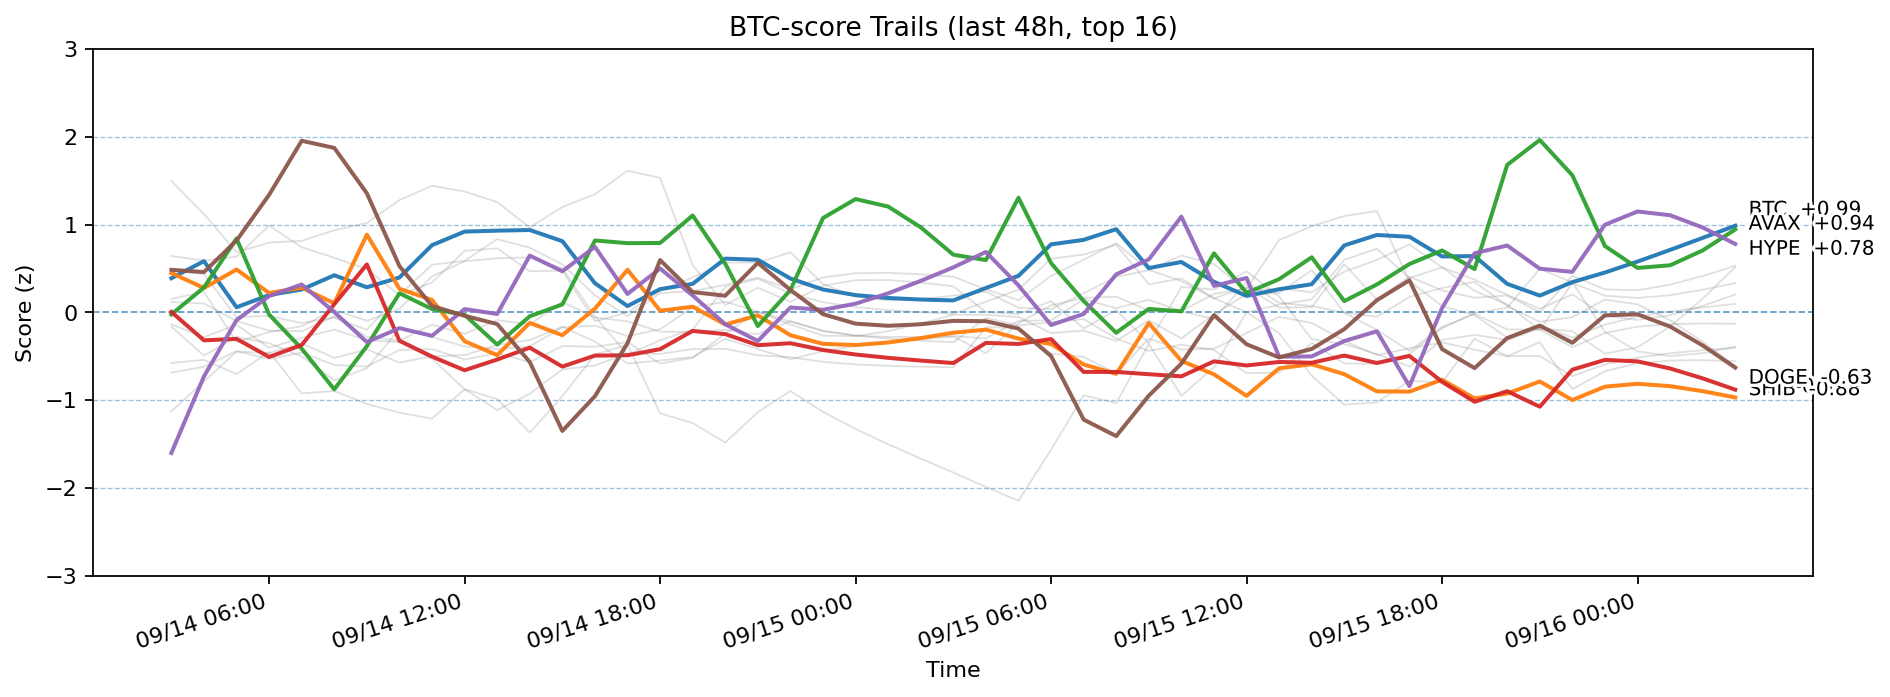 BTC-score Trails (last 48h, top 16)
Score (z)
3
2
1
0
−1
−2
−3
BTC +0.99
AVAX +0.94
HYPE +0.78
DOGE -0.63
SHIB -0.88
09/14 06:00
09/14 12:00
09/14 18:00
09/15 00:00
09/15 06:00
09/15 12:00
09/15 18:00
09/16 00:00
Time